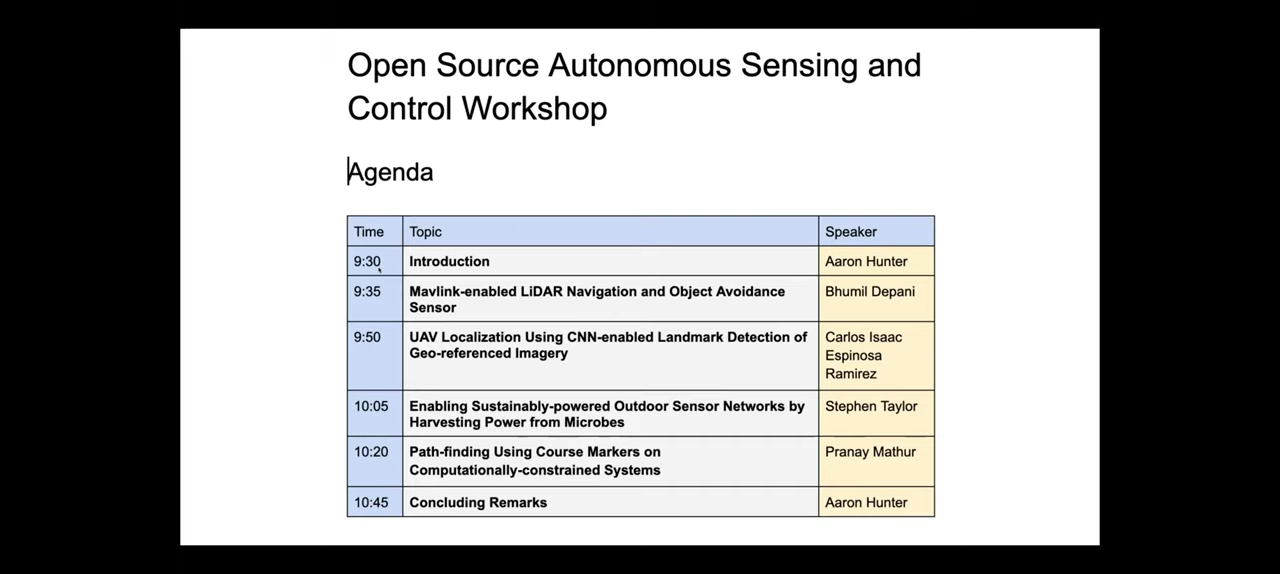 Open Source Autonomous Sensing and
Control Workshop
Agenda
Time Topic Speaker
9:30 Introduction Aaron Hunter
9:35 Mavlink-enabled LiDAR Navigation and Object Avoidance
Sensor
Bhumil Depani
9:50 UAV Localization Using CNN-enabled Landmark Detection of
Geo-referenced Imagery
Carlos Isaac
Espinosa
Ramirez
10:05 Enabling Sustainably-powered Outdoor Sensor Networks by
Harvesting Power from Microbes
Stephen Taylor
10:20 Path-finding Using Course Markers on
Computationally-constrained Systems
Pranay Mathur
10:45 Concluding Remarks Aaron Hunter